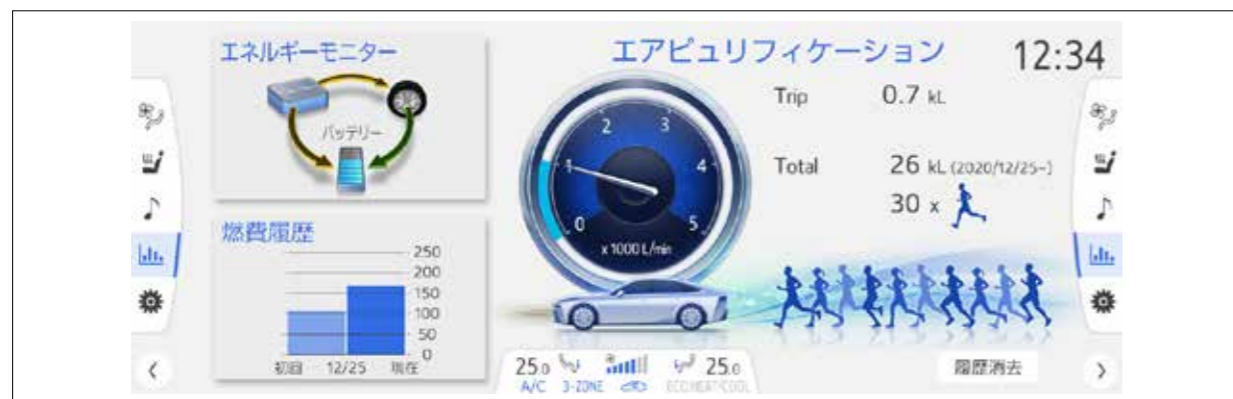 エネルギーモニター
バッテリー
燃費履歴
250
200
150
100
50
0
初回 12/25 現在
エアピュリフィケーション
12:34
0
1
2
3
4
5
x 1000 L/min
Trip 0.7 kL
Total 26 kL (2020/12/25~)
30 x
25.0 25.0
A/C 3-ZONE ECO HEAT/COOL
履歴消去